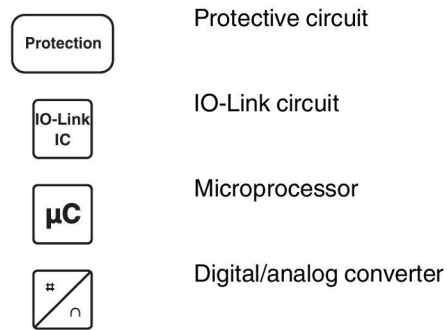 Protection
Protective circuit
IO-Link
IC
IO-Link circuit
µC
Microprocessor
⌗
∩
Digital/analog converter